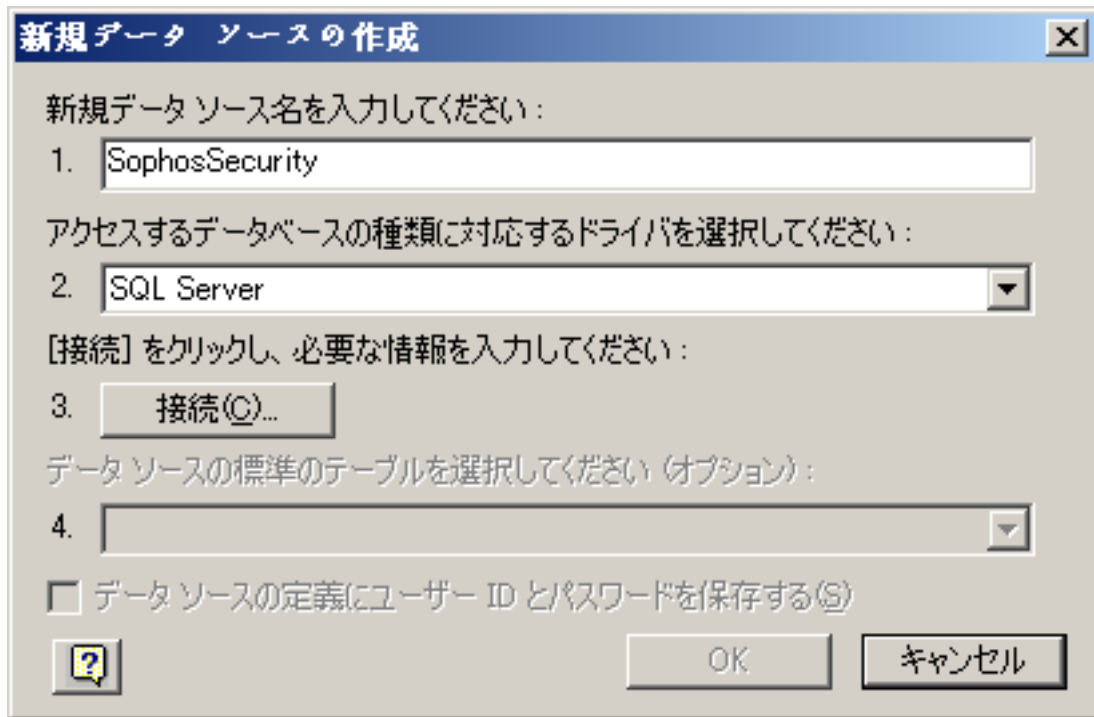 新規データ ソースの作成
新規データ ソース名を入力してください :
1. SophosSecurity
アクセスするデータベースの種類に対応するドライバを選択してください :
2. SQL Server
[接続] をクリックし、必要な情報を入力してください :
3. 接続(C)...
データ ソースの標準のテーブルを選択してください (オプション) :
4.
データ ソースの定義にユーザー ID とパスワードを保存する(S)
OK キャンセル